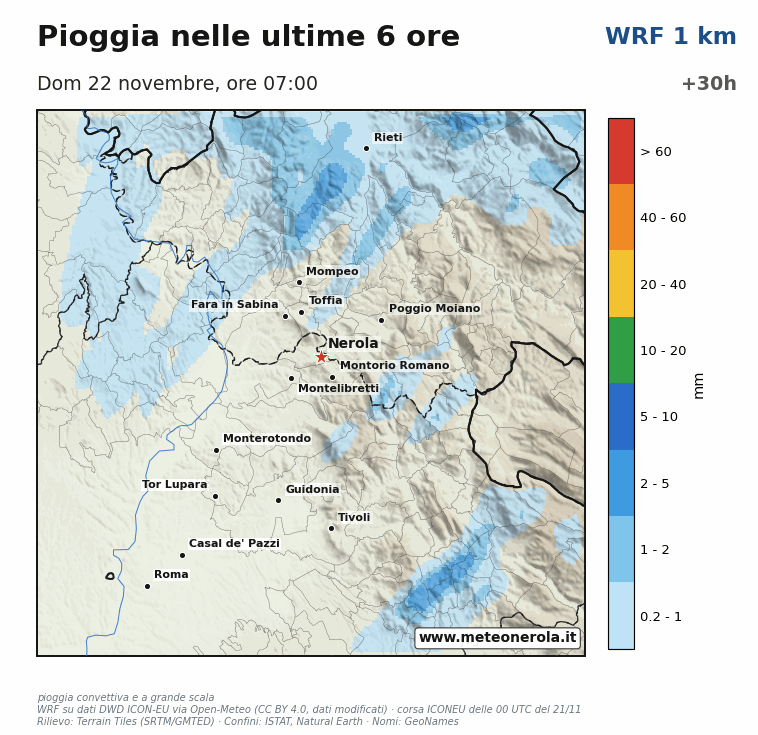 Pioggia nelle ultime 6 ore
WRF 1 km
Dom 22 novembre, ore 07:00
+30h
Rieti
Mompeo
Fara in Sabina
Toffia
Poggio Moiano
Nerola
Montorio Romano
Montelibretti
Monterotondo
Tor Lupara
Guidonia
Tivoli
Casal de' Pazzi
Roma
www.meteonerola.it
> 60
40 - 60
20 - 40
10 - 20
5 - 10
2 - 5
1 - 2
0.2 - 1
mm
pioggia convettiva e a grande scala
WRF su dati DWD ICON-EU via Open-Meteo (CC BY 4.0, dati modificati) · corsa ICONEU delle 00 UTC del 21/11
Rilievo: Terrain Tiles (SRTM/GMTED) · Confini: ISTAT, Natural Earth · Nomi: GeoNames